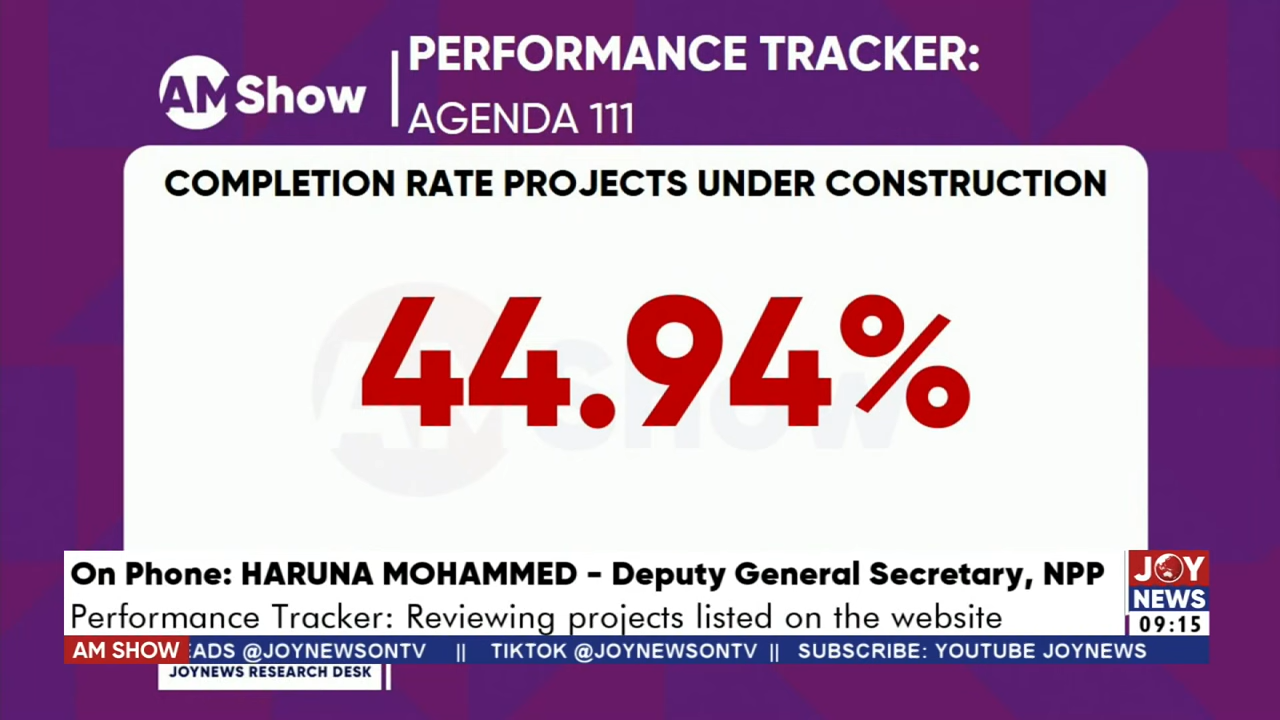 AM Show
PERFORMANCE TRACKER:
AGENDA 111
COMPLETION RATE PROJECTS UNDER CONSTRUCTION
AM Show
44.94%
On Phone: HARUNA MOHAMMED - Deputy General Secretary, NPP
Performance Tracker: Reviewing projects listed on the website
JOY
NEWS
09:15
AM SHOW
EADS @JOYNEWSONTV || TIKTOK @JOYNEWSONTV || SUBSCRIBE: YOUTUBE JOYNEWS
JOYNEWS RESEARCH DESK